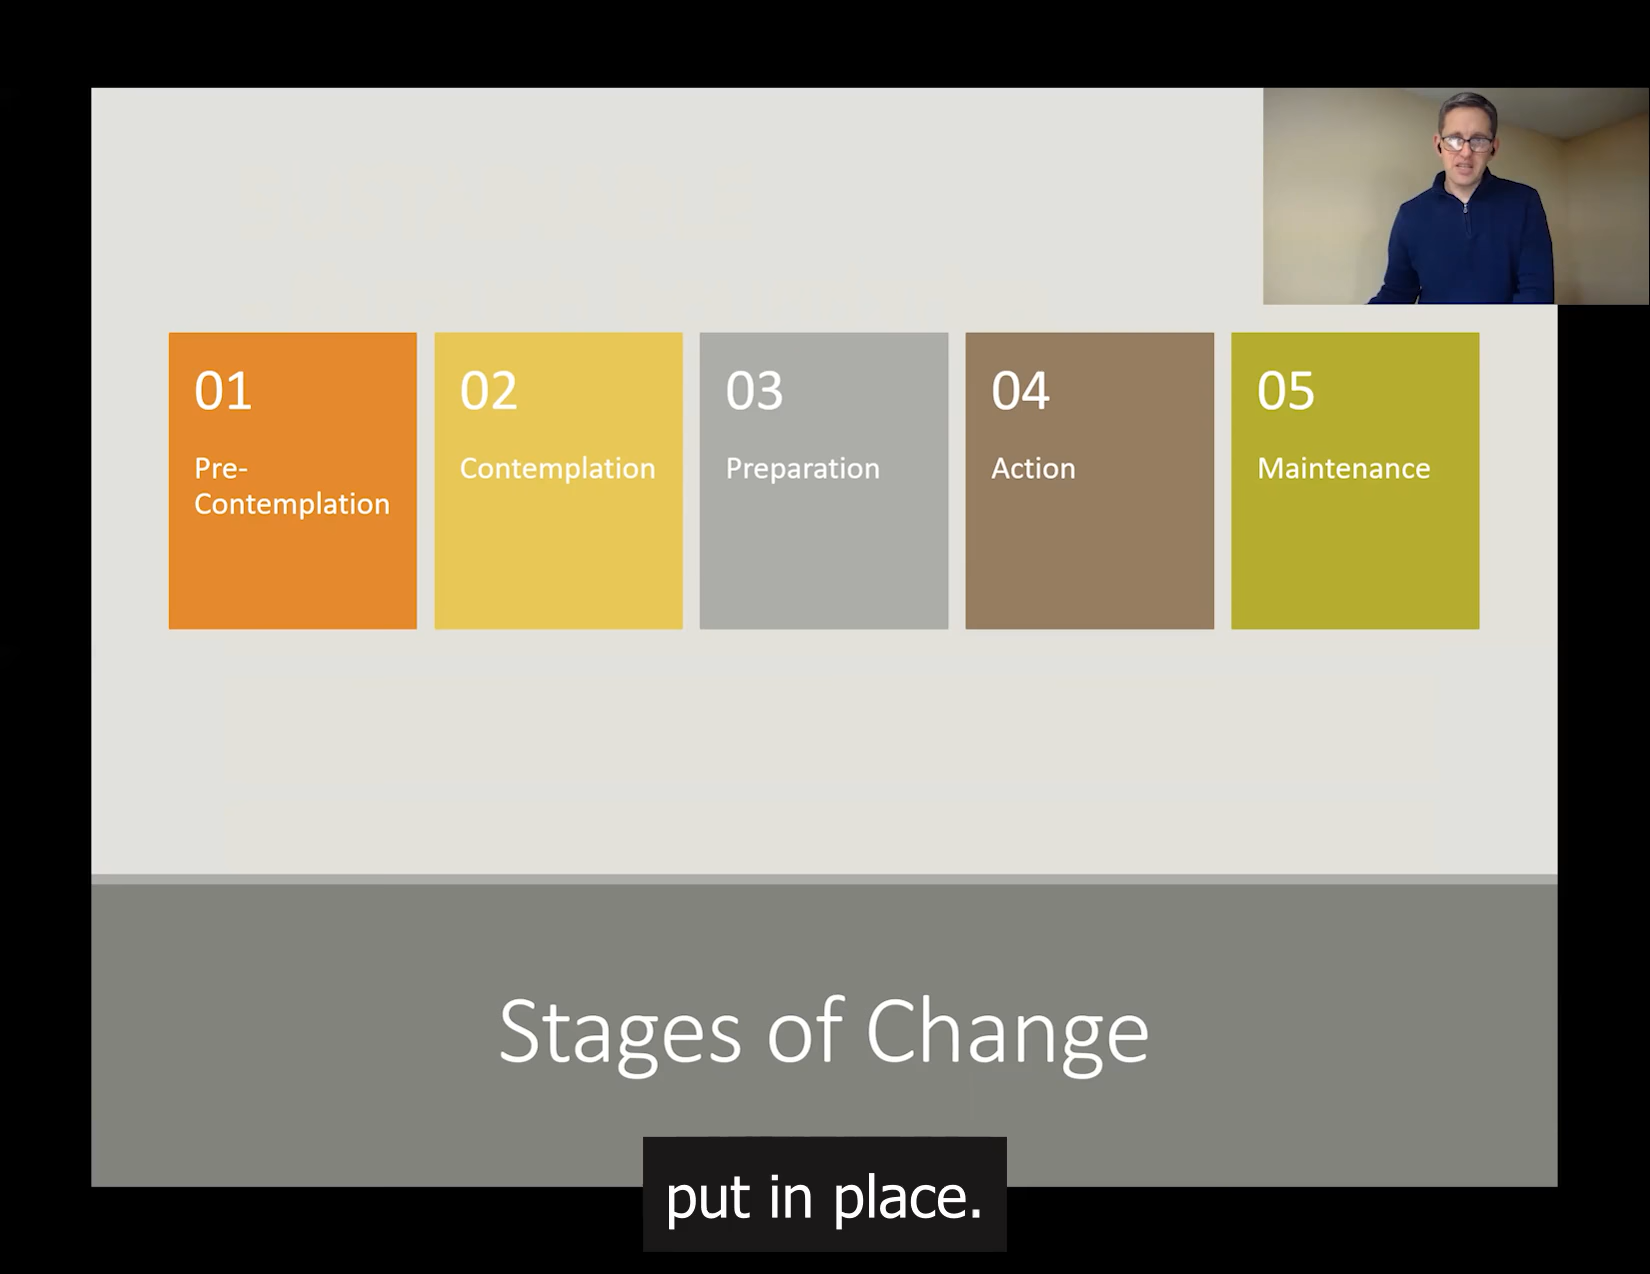 01
Pre-
Contemplation
02
Contemplation
03
Preparation
04
Action
05
Maintenance
Stages of Change
put in place.